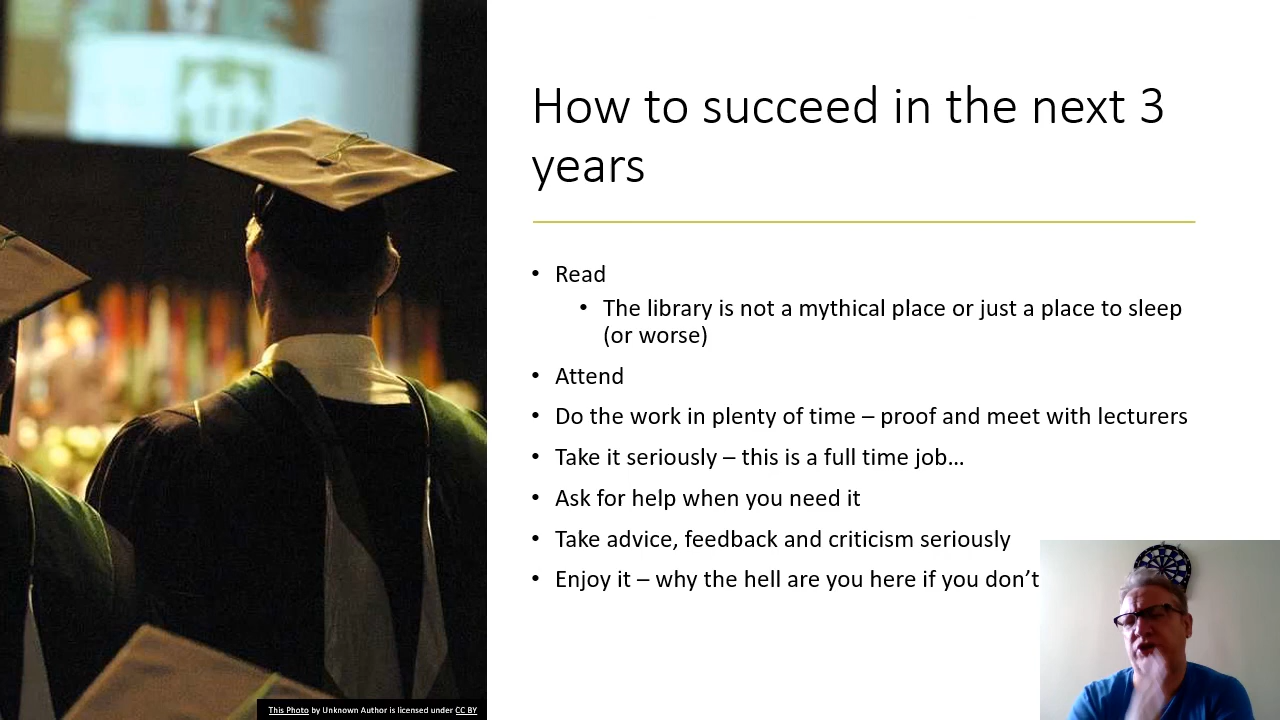 How to succeed in the next 3
years
• Read
• The library is not a mythical place or just a place to sleep
(or worse)
• Attend
• Do the work in plenty of time – proof and meet with lecturers
• Take it seriously – this is a full time job…
• Ask for help when you need it
• Take advice, feedback and criticism seriously
• Enjoy it – why the hell are you here if you don’t
This Photo by Unknown Author is licensed under CC BY